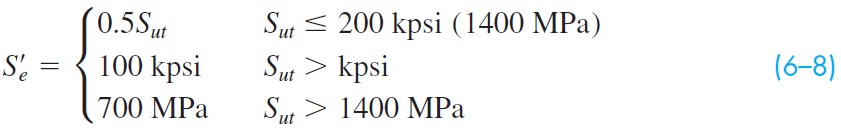 0.5Sut Sut ≤ 200 kpsi (1400 MPa)
S′e = { 100 kpsi Sut > kpsi (6–8)
700 MPa Sut > 1400 MPa